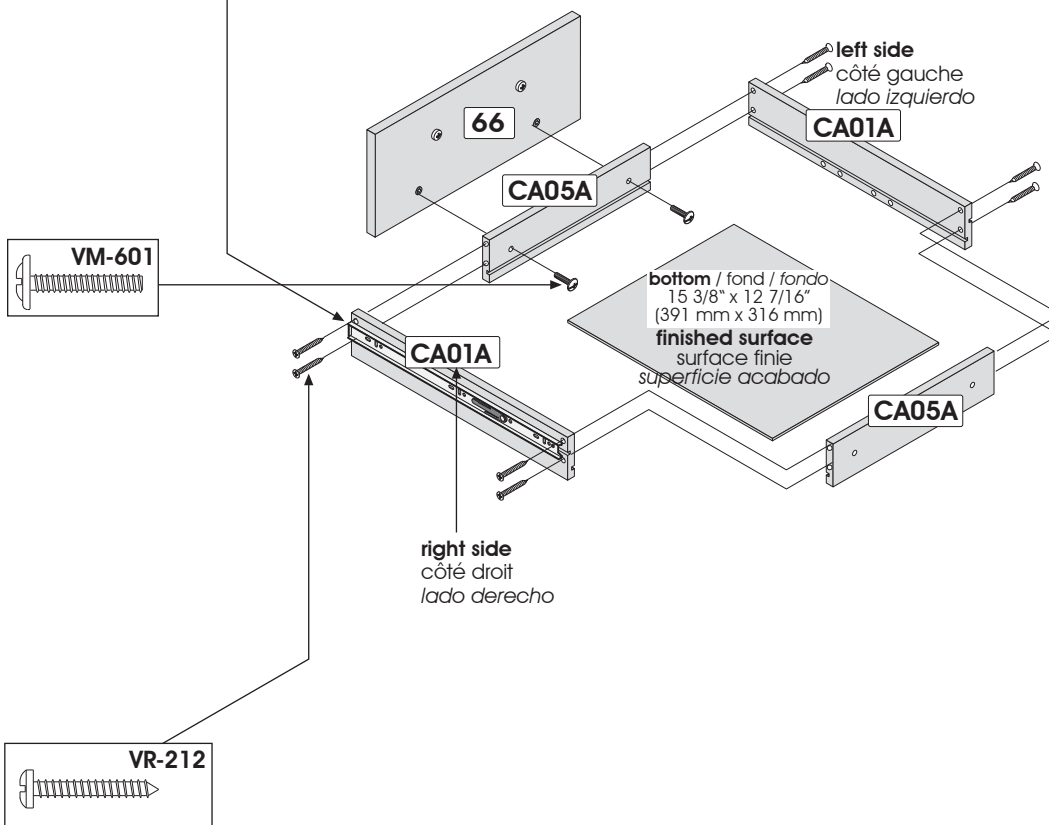 left side
côté gauche
lado izquierdo
CA01A
66
CA05A
VM-601
bottom / fond / fondo
15 3/8“ x 12 7/16”
(391 mm x 316 mm)
finished surface
surface finie
superficie acabado
CA01A
CA05A
right side
côté droit
lado derecho
VR-212